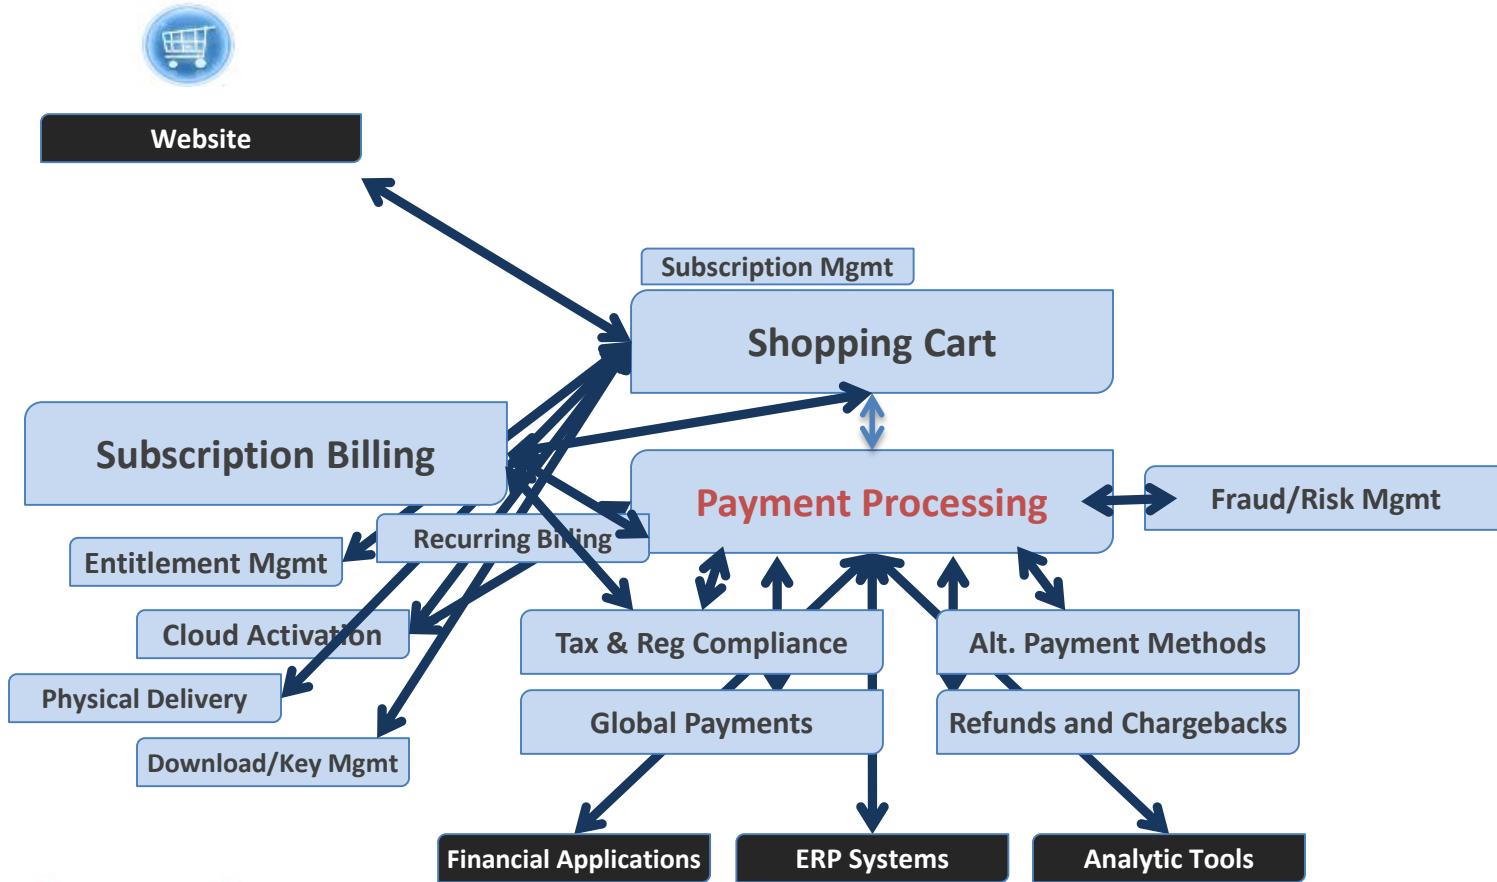 Website
Subscription Mgmt
Shopping Cart
Subscription Billing
Payment Processing
Fraud/Risk Mgmt
Recurring Billing
Entitlement Mgmt
Cloud Activation
Tax & Reg Compliance
Alt. Payment Methods
Physical Delivery
Global Payments
Refunds and Chargebacks
Download/Key Mgmt
Financial Applications
ERP Systems
Analytic Tools